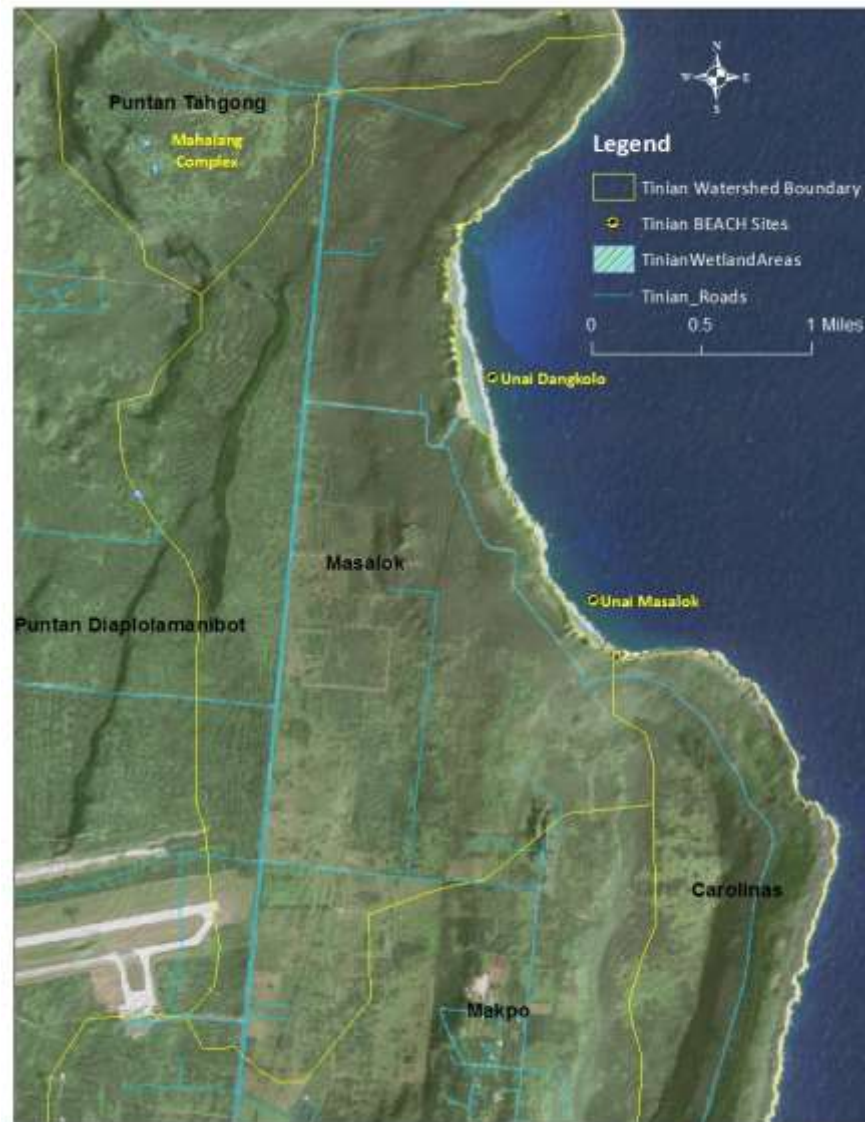 Puntan Tahgong
Mahalang
Complex
N
W E
S
Legend
Tinian Watershed Boundary
Tinian BEACH Sites
TinianWetlandAreas
Tinian_Roads
0 0.5 1 Miles
Unai Dangkolo
Masalok
Unai Masalok
Puntan Diaplolamanibot
Carolinas
Makpo